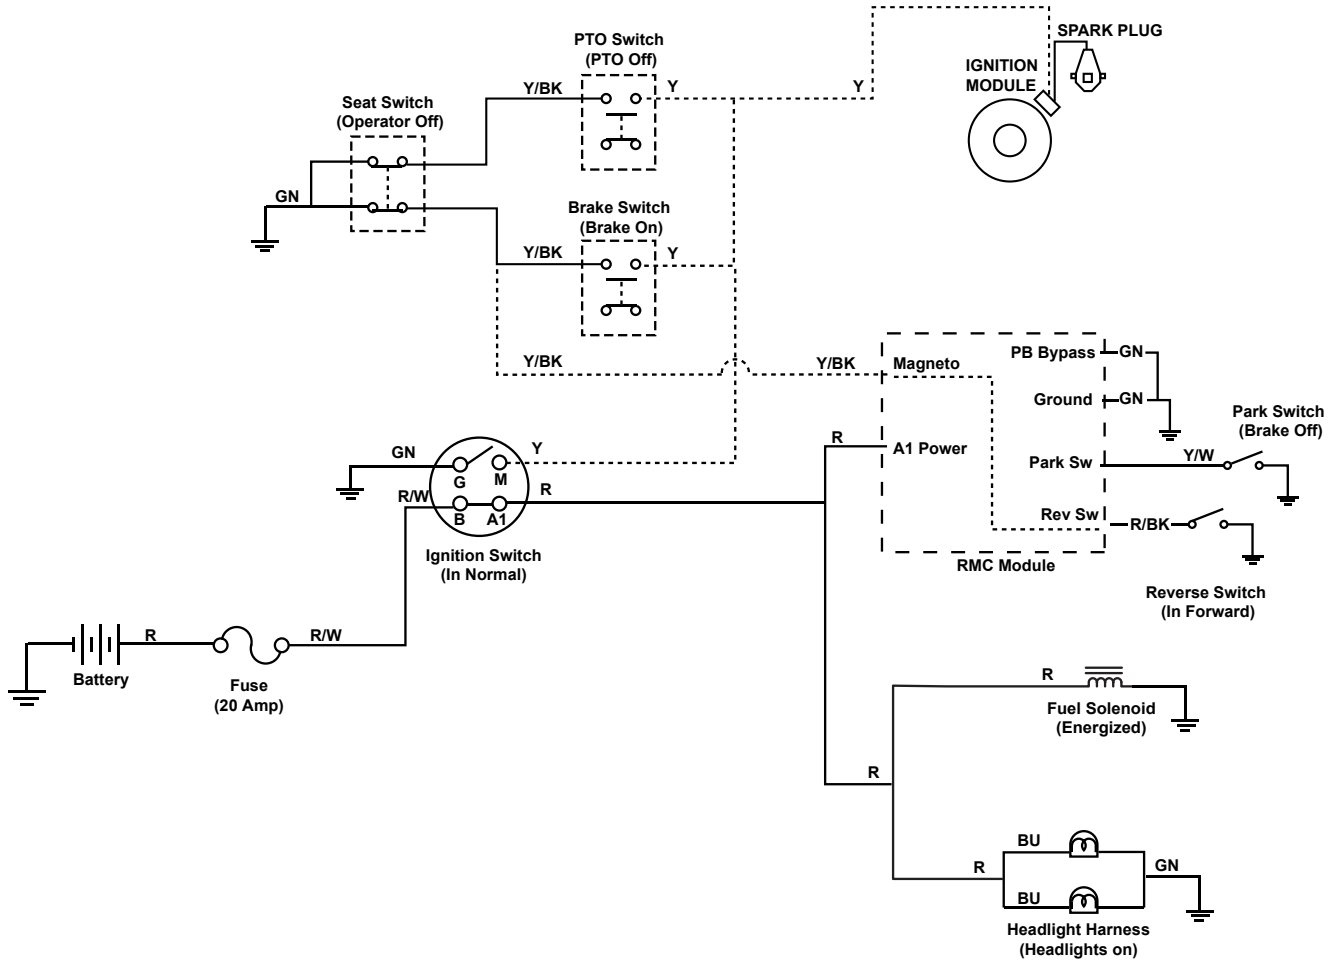 SPARK PLUG
PTO Switch
(PTO Off)
IGNITION
MODULE
Y/BK
Y
Y
Seat Switch
(Operator Off)
GN
Brake Switch
(Brake On)
Y/BK
Y
Y/BK
Y/BK
Magneto
PB Bypass
GN
Ground
GN
Park Switch
(Brake Off)
R
A1 Power
Park Sw
Y/W
GN
Y
G
M
R/W
R
B
A1
Rev Sw
R/BK
Ignition Switch
(In Normal)
RMC Module
Reverse Switch
(In Forward)
R
R/W
Battery
Fuse
(20 Amp)
R
Fuel Solenoid
(Energized)
R
BU
R
GN
BU
Headlight Harness
(Headlights on)